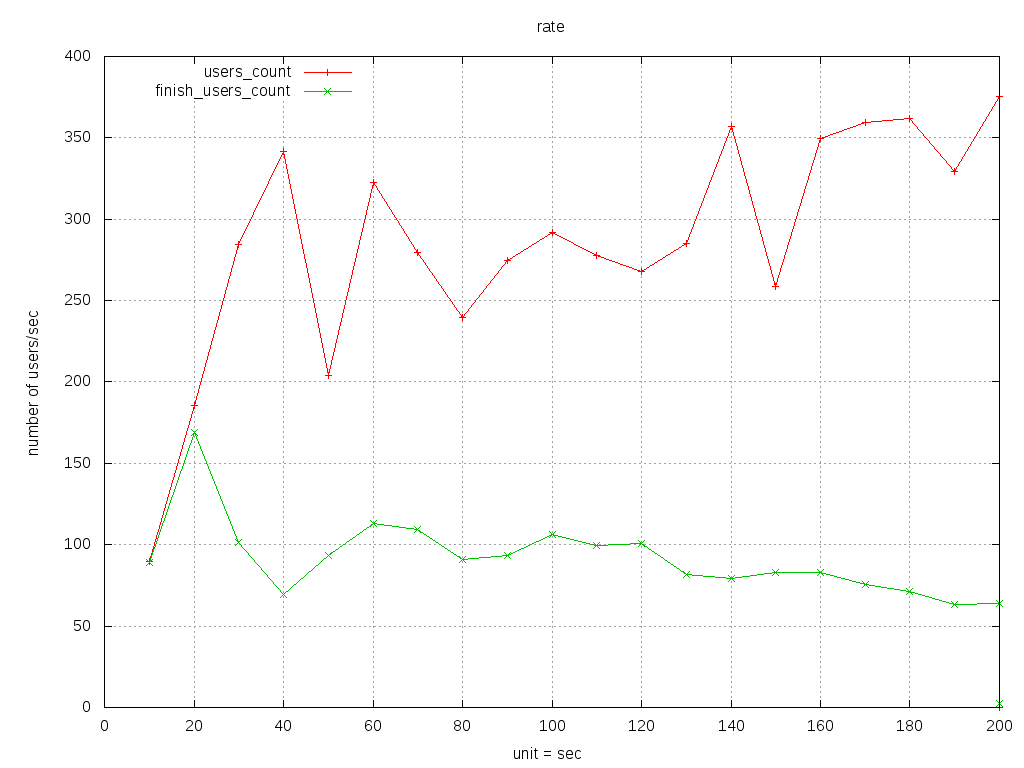 rate
users_count
finish_users_count
400
350
300
250
200
150
100
50
0
number of users/sec
0 20 40 60 80 100 120 140 160 180 200
unit = sec